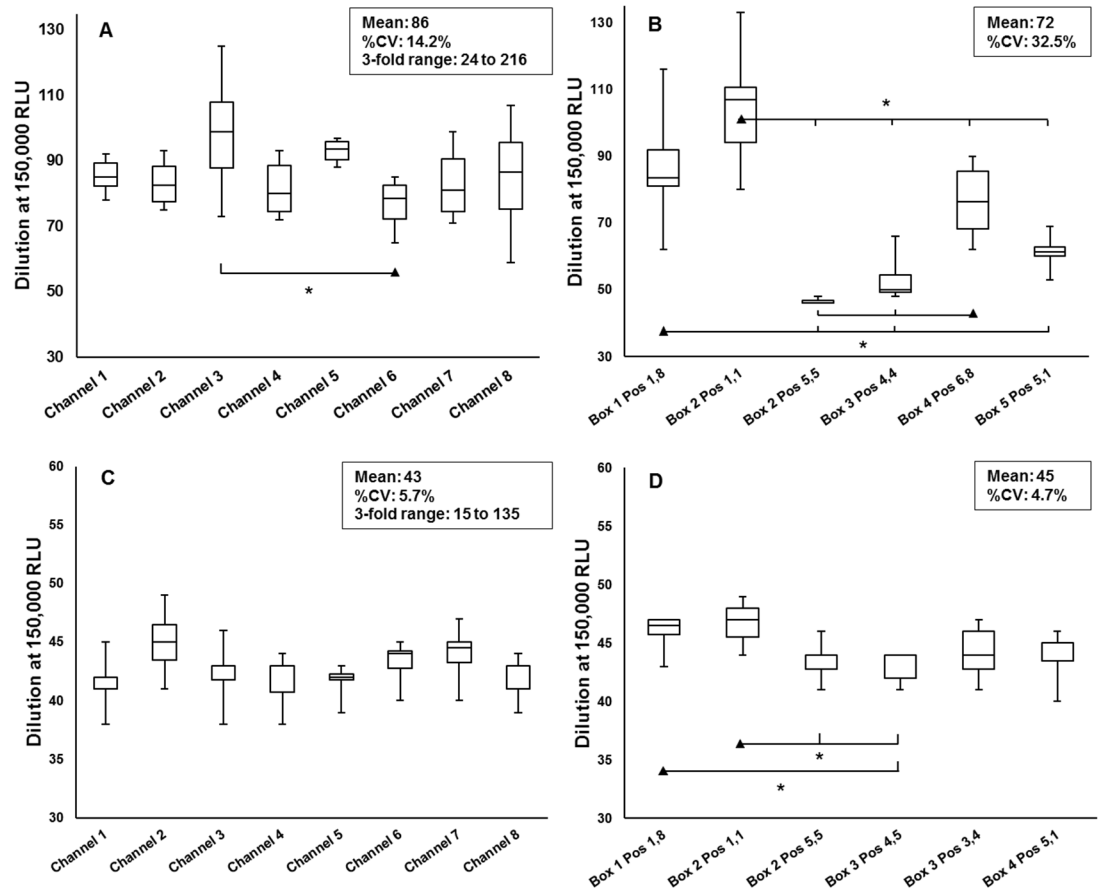 A
Mean: 86
%CV: 14.2%
3-fold range: 24 to 216
Dilution at 150,000 RLU
130
110
90
70
50
30
*
Channel 1
Channel 2
Channel 3
Channel 4
Channel 5
Channel 6
Channel 7
Channel 8
B
Mean: 72
%CV: 32.5%
Dilution at 150,000 RLU
130
110
90
70
50
30
*
*
Box 1 Pos 1,8
Box 2 Pos 1,1
Box 2 Pos 5,5
Box 3 Pos 4,4
Box 4 Pos 6,8
Box 5 Pos 5,1
C
Mean: 43
%CV: 5.7%
3-fold range: 15 to 135
Dilution at 150,000 RLU
60
55
50
45
40
35
30
Channel 1
Channel 2
Channel 3
Channel 4
Channel 5
Channel 6
Channel 7
Channel 8
D
Mean: 45
%CV: 4.7%
Dilution at 150,000 RLU
60
55
50
45
40
35
30
*
*
Box 1 Pos 1,8
Box 2 Pos 1,1
Box 2 Pos 5,5
Box 3 Pos 4,5
Box 3 Pos 3,4
Box 4 Pos 5,1